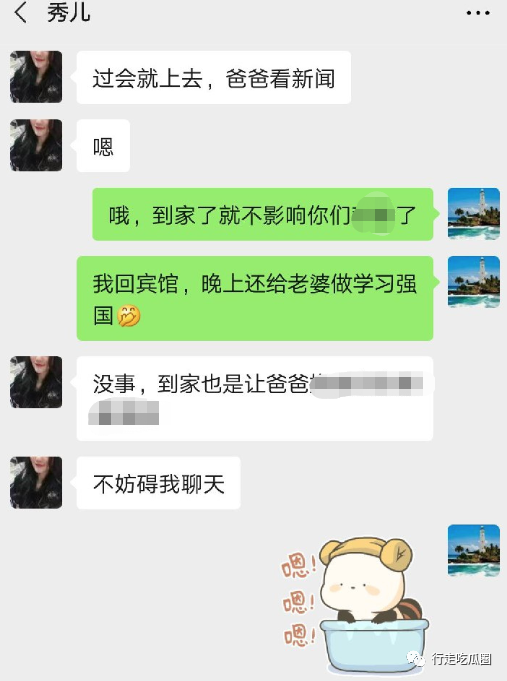 秀儿
过会就上去，爸爸看新闻
嗯
哦，到家了就不影响你们 了
我回宾馆，晚上还给老婆做学习强
国🤭
没事，到家也是让爸爸
不妨碍我聊天
嗯！
嗯！
嗯！
行走吃瓜圈